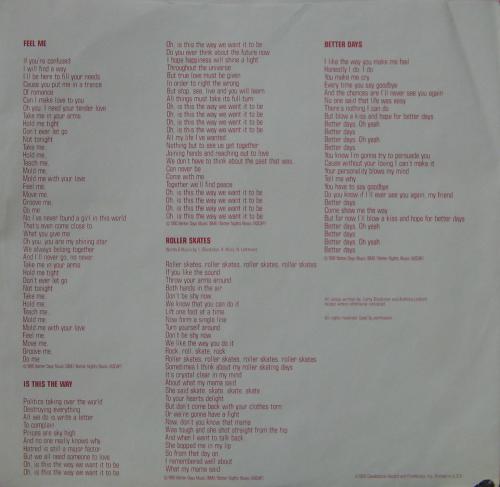 FEEL ME
If you're confused
I will find a way
I'll be here to fill your needs
Cause you put me in a trance
Of romance
Can I make love to you
Oh you, I need your tender love
Take me in your arms
Hold me tight
Don't ever let go
Not tonight
Take me.
Hold me.
Teach me.
Mold me.
Mold me with your love
Feel me.
Move me.
Groove me.
Do me
No I've never found a girl in this world
That's even come close to
What you give me
Oh you, you are my shining star
We always belong together
And I'll never go, no never
Take me in your arms
Hold me tight
Don't ever let go
Not tonight
Take me.
Hold me.
Teach me.
Mold me.
Mold me with your love
Feel me.
Move me.
Groove me.
Do me
IS THIS THE WAY
Politics taking over the world
Destroying everything
All we do is write a letter
To complain
Prices are sky high
And no one really knows why
Hatred is still a major factor
But we all need someone to love
Oh, is this the way we want it to be
Oh, is this the way we want it to be
Oh, is this the way we want it to be
Do you ever think about the future now
I hope happiness will shine a light
Throughout the universe
But true love must be given
In order to right the wrong
But stop, see, live and you will learn
All things must take its full turn
Oh, is this the way we want it to be
Oh, is this the way we want it to be
Oh, is this the way we want it to be
Oh, is this the way we want it to be
All my life I've wanted
Nothing but to see us get together
Joining hands and reaching out to love
We don't have to think about the past that was.
Can never be
Come with me
Together we'll find peace
Oh, is this the way we want it to be
Oh, is this the way we want it to be
Oh, is this the way we want it to be
Oh, is this the way we want it to be
ROLLER SKATES
Roller skates, roller skates, roller skates, roller skates
If you like the sound
Throw your arms around
Both hands in the air
Don't be shy now
We know that you can do it
Lift one foot at a time
Now form a single line
Turn yourself around
Don't be shy now
We like the way you do it
Rock, roll, skate, rock
Roller skates, roller skates, roller skates, roller skates
Sometimes I think about my roller skating days
It's crystal clear in my mind
About what my mama said
She said skate, skate, skate, skate
To your hearts delight
But don't come back with your clothes torn
Or we're gonna have a fight
Now, don't you know that mama
Was tough and she shot straight from the hip
And when I went to talk back
She bopped me in my lip
So from that day on
I remembered well about
What my mama said
BETTER DAYS
I like the way you make me feel
Honestly I do, I do
You make me cry
Every time you say goodbye
And the chances are I'll never see you again
No one said that life was easy
There's nothing I can do
But blow a kiss and hope for better days
Better days, Oh yeah
Better days
Better days, Oh yeah
Better days
You know I'm gonna try to persuade you
Cause without your loving I can't make it
Your personality blows my mind
Tell me why
You have to say goodbye
Do you know if I'll ever see you again, my friend
Better days
Come show me the way
But for now I'll blow a kiss and hope for better days
Better days, Oh yeah
Better days
Better days, Oh yeah
Better days
All rights reserved. Used by permission.